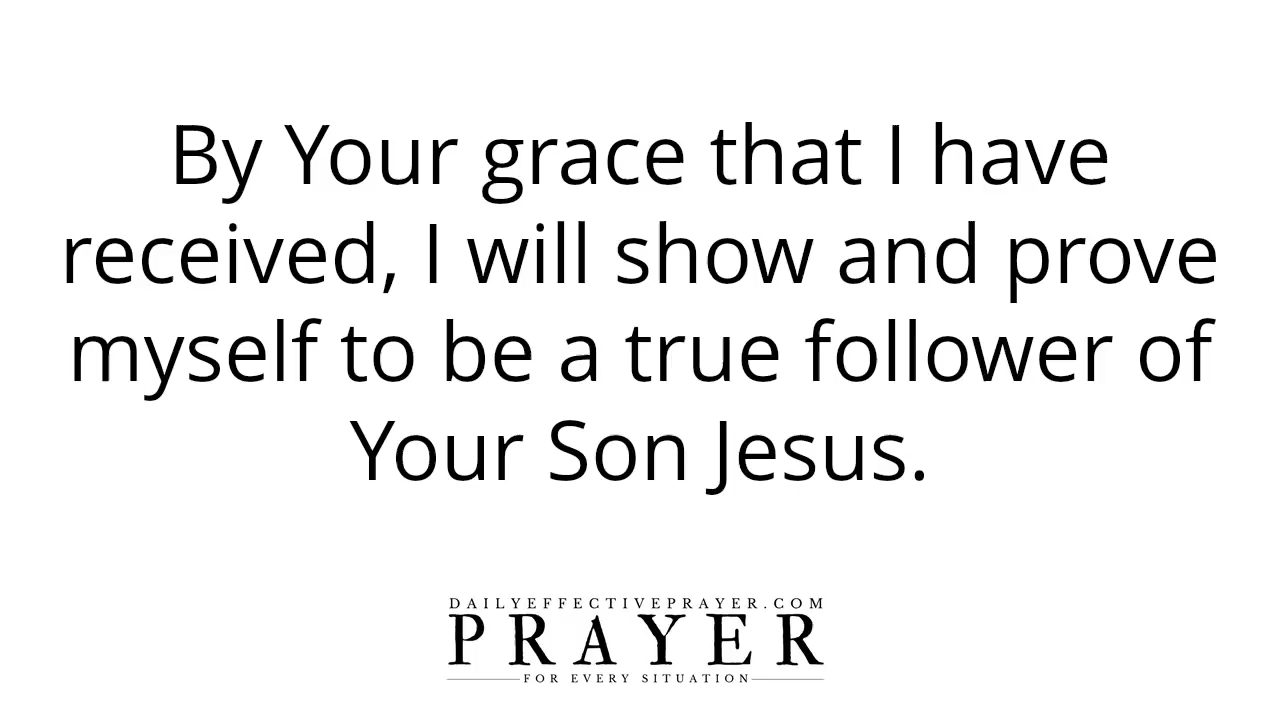 By Your grace that I have
received, I will show and prove
myself to be a true follower of
Your Son Jesus.
DAILYEFFECTIVEPRAYER.COM
PRAYER
FOR EVERY SITUATION